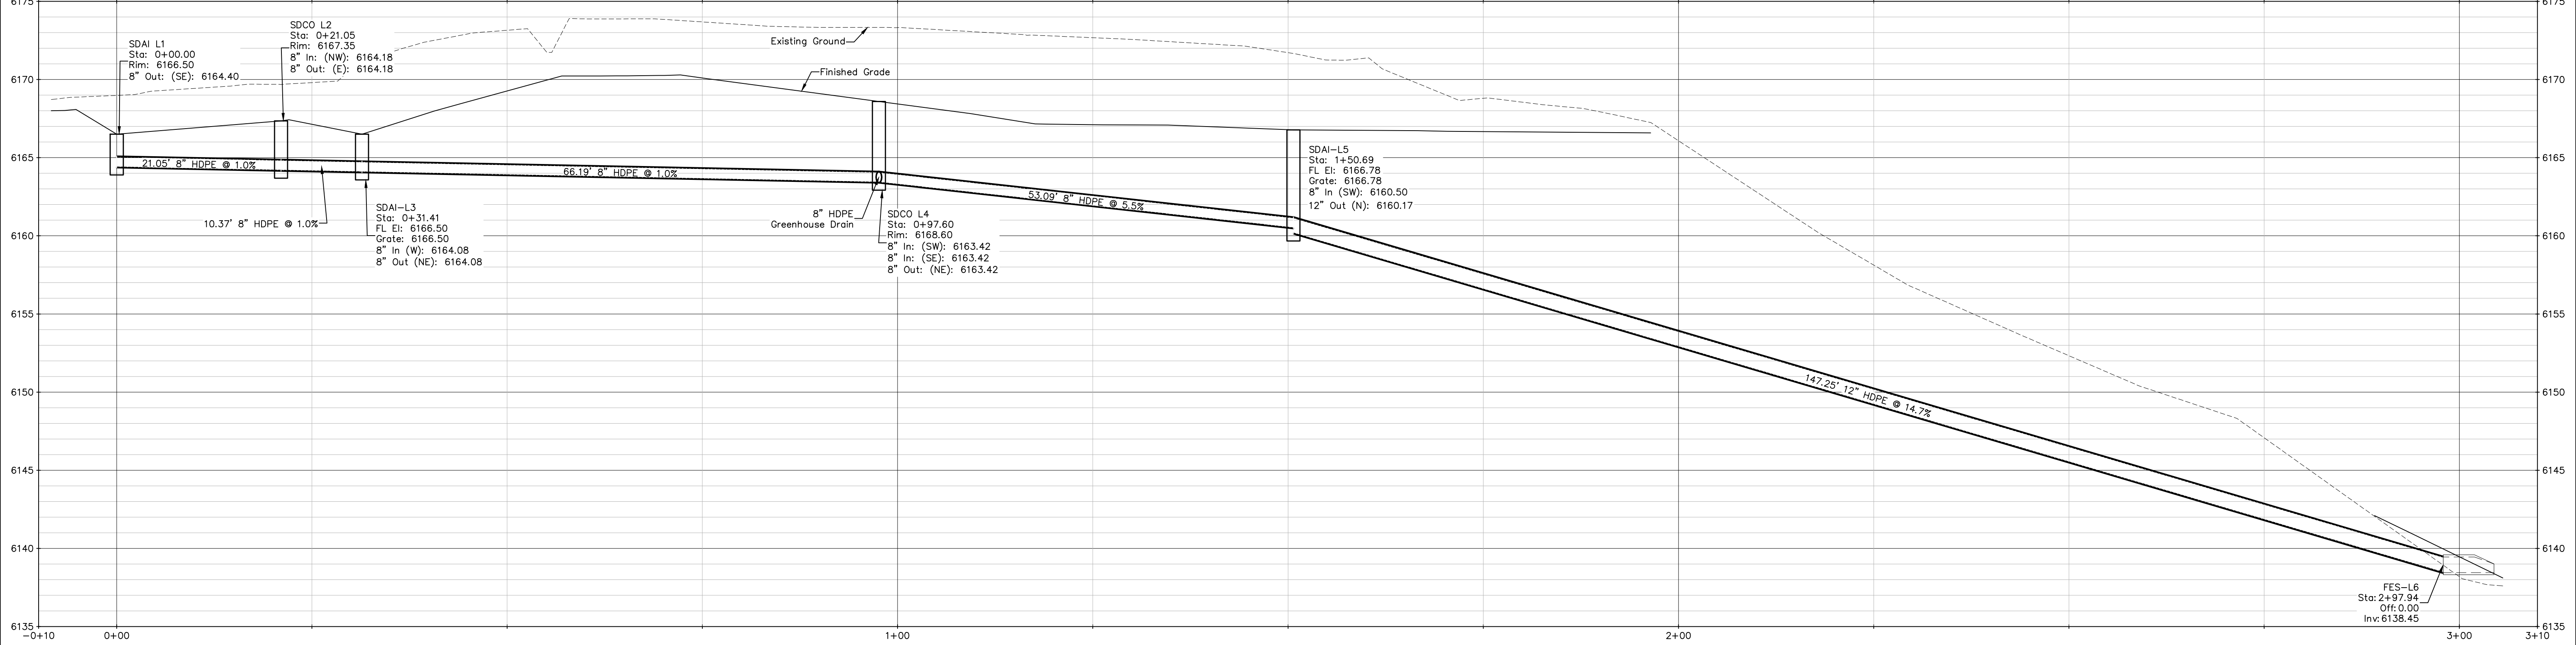 6175
6170
6165
6160
6155
6150
6145
6140
6135
SDAI L1
Sta: 0+00.00
Rim: 6166.50
8" Out: (SE): 6164.40
SDCO L2
Sta: 0+21.05
Rim: 6167.35
8" In: (NW): 6164.18
8" Out: (E): 6164.18
Existing Ground
Finished Grade
21.05' 8" HDPE @ 1.0%
10.37' 8" HDPE @ 1.0%
SDAI-L3
Sta: 0+31.41
FL El: 6166.50
Grate: 6166.50
8" In (W): 6164.08
8" Out (NE): 6164.08
66.19' 8" HDPE @ 1.0%
8" HDPE
Greenhouse Drain
SDCO L4
Sta: 0+97.60
Rim: 6168.60
8" In: (SW): 6163.42
8" In: (SE): 6163.42
8" Out: (NE): 6163.42
53.09' 8" HDPE @ 5.5%
SDAI-L5
Sta: 1+50.69
FL El: 6166.78
Grate: 6166.78
8" In (SW): 6160.50
12" Out (N): 6160.17
147.25' 12" HDPE @ 14.7%
FES-L6
Sta: 2+97.94
Off: 0.00
Inv: 6138.45
6175
6170
6165
6160
6155
6150
6145
6140
6135
-0+10
0+00
1+00
2+00
3+00
3+10